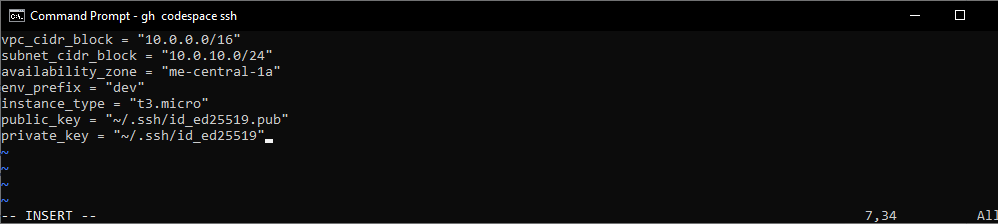 Command Prompt - gh  codespace ssh
vpc_cidr_block = "10.0.0.0/16"
subnet_cidr_block = "10.0.10.0/24"
availability_zone = "me-central-1a"
env_prefix = "dev"
instance_type = "t3.micro"
public_key = "~/.ssh/id_ed25519.pub"
private_key = "~/.ssh/id_ed25519"
~
~
~
~
-- INSERT -- 7,34 All